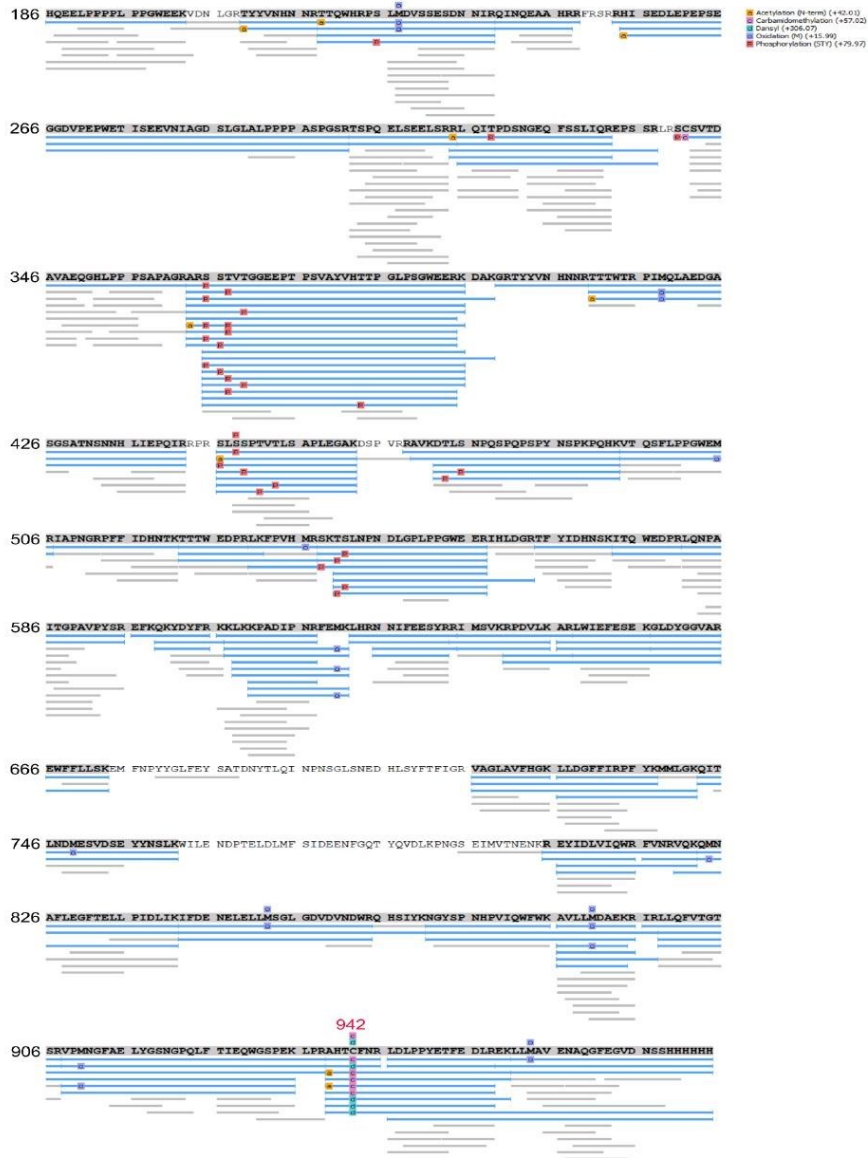 186 HQEELPPPPL PPGWEEKVDN LGRTYYVNHN NRTTQWHRPS LMDVSSESDN NIRQINQEAA HRRFRSRRHI SEDLEPEPSE
a Acetylation (N-term) (+42.01)
c Carbamidomethylation (+57.02)
d Dansyl (+306.07)
o Oxidation (M) (+15.99)
p Phosphorylation (STY) (+79.97)
266 GGDVPEPWET ISEEVNIAGD SLGLALPPPP ASPGSRTSPQ ELSEELSRRL QITPDSNGEQ FSSLIQREPS SRLRSCSVTD
346 AVAEQGHLPP PSAPAGRARS STVTGGEEPT PSVAYVHTTP GLPSGWEERK DAKGRTYYVN HNNRTTTWTR PIMQLAEDGA
426 SGSATNSNNH LIEPQIRRPR SLSSPTVTLS APLEGAKDSP VRRAVKDTLS NPQSPQPSPY NSPKPQHKVT QSFLPPGWEM
506 RIAPNGRPFF IDHNTKTTTW EDPRLKFPVH MRSKTSLNPN DLGPLPPGWE ERIHLDGRTF YIDHNSKITQ WEDPRLQNPA
586 ITGPAVPYSR EFKQKYDYFR KKLKKPADIP NRFEMKLHRN NIFEESYRRI MSVKRPDVLK ARLWIEFESE KGLDYGGVAR
666 EWFFLLSKEM FNPYYGLFEY SATDNYTLQI NPNSGLSNED HLSYFTFIGR VAGLAVFHGK LLDGFFIRPF YKMMLGKQIT
746 LNDMESVDSE YYNSLKWILE NDPTELDLMF SIDEENFGQT YQVDLKPNGS EIMVTNENKR EYIDLVIQWR FVNRVQKQMN
826 AFLEGFTELL PIDLIKIFDE NELELLMSGL GDVDVNDWRQ HSIYKNGYSP NHPVIQWFWK AVLLMDAEKR IRLLQFVTGT
942
906 SRVPMNGFAE LYGSNGPQLF TIEQWGSPEK LPRAHTCFNR LDLPPYETFE DLREKLLMAV ENAQGFEGVD NSSHHHHHH